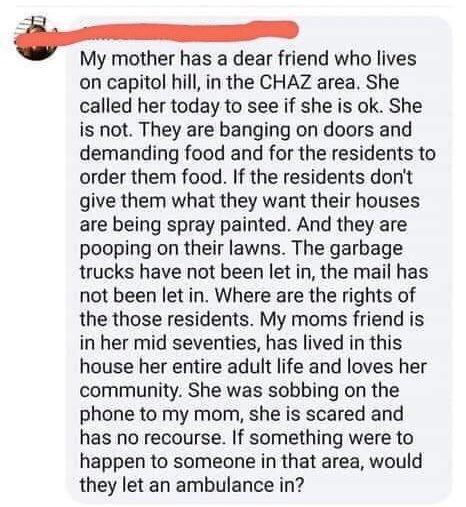 My mother has a dear friend who lives
on capitol hill, in the CHAZ area. She
called her today to see if she is ok. She
is not. They are banging on doors and
demanding food and for the residents to
order them food. If the residents don't
give them what they want their houses
are being spray painted. And they are
pooping on their lawns. The garbage
trucks have not been let in, the mail has
not been let in. Where are the rights of
the those residents. My moms friend is
in her mid seventies, has lived in this
house her entire adult life and loves her
community. She was sobbing on the
phone to my mom, she is scared and
has no recourse. If something were to
happen to someone in that area, would
they let an ambulance in?